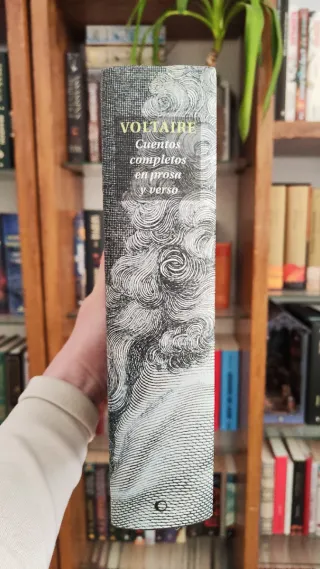 VOLTAIRE
Cuentos
completos
en prosa
y verso